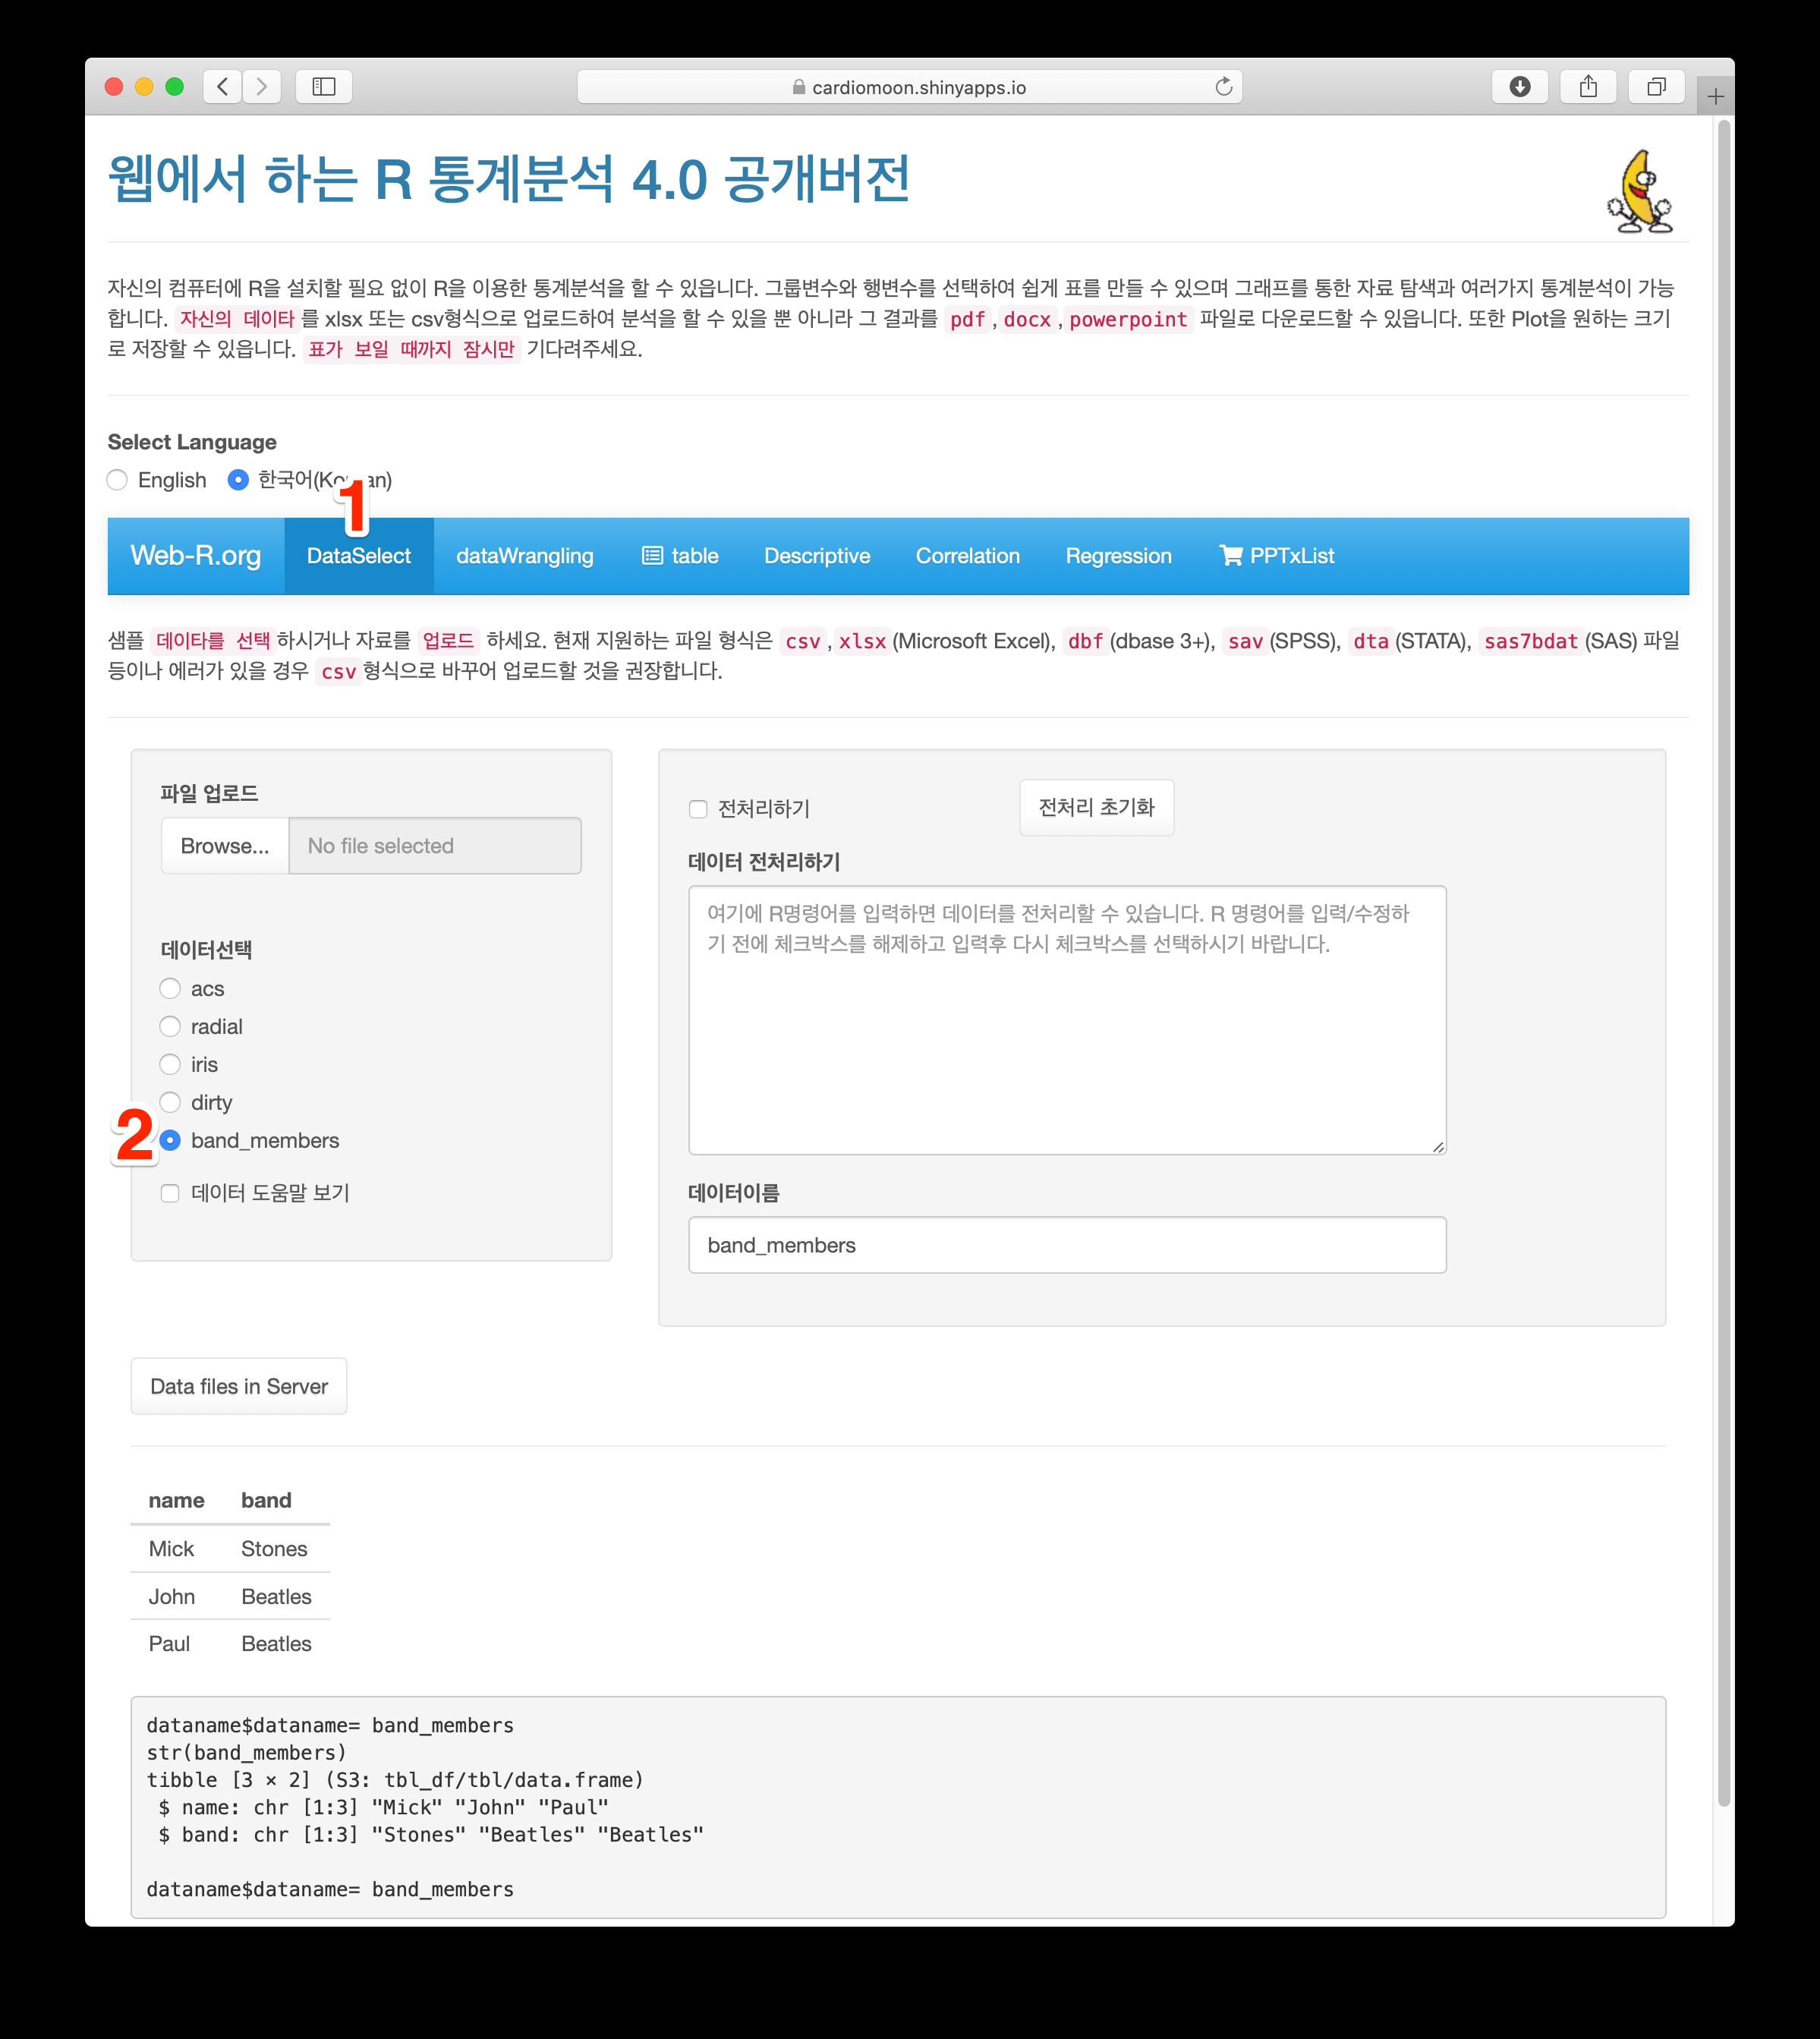 cardiomoon.shinyapps.io
웹에서 하는 R 통계분석 4.0 공개버전
자신의 컴퓨터에 R을 설치할 필요 없이 R을 이용한 통계분석을 할 수 있읍니다. 그룹변수와 행변수를 선택하여 쉽게 표를 만들 수 있으며 그래프를 통한 자료 탐색과 여러가지 통계분석이 가능
합니다. 자신의 데이타 를 xlsx 또는 csv형식으로 업로드하여 분석을 할 수 있을 뿐 아니라 그 결과를 pdf , docx , powerpoint 파일로 다운로드할 수 있읍니다. 또한 Plot을 원하는 크기
로 저장할 수 있읍니다. 표가 보일 때까지 잠시만 기다려주세요.
Select Language
English 한국어(Korean)
1
Web-R.org DataSelect dataWrangling table Descriptive Correlation Regression PPTxList
샘플 데이타를 선택 하시거나 자료를 업로드 하세요. 현재 지원하는 파일 형식은 csv , xlsx (Microsoft Excel), dbf (dbase 3+), sav (SPSS), dta (STATA), sas7bdat (SAS) 파일
등이나 에러가 있을 경우 csv 형식으로 바꾸어 업로드할 것을 권장합니다.
파일 업로드
Browse... No file selected
데이터선택
acs
radial
iris
dirty
2 band_members
데이터 도움말 보기
전처리하기 전처리 초기화
데이터 전처리하기
여기에 R명령어를 입력하면 데이터를 전처리할 수 있습니다. R 명령어를 입력/수정하
기 전에 체크박스를 해제하고 입력후 다시 체크박스를 선택하시기 바랍니다.
데이터이름
band_members
Data files in Server
name band
Mick Stones
John Beatles
Paul Beatles
dataname$dataname= band_members
str(band_members)
tibble [3 × 2] (S3: tbl_df/tbl/data.frame)
$ name: chr [1:3] "Mick" "John" "Paul"
$ band: chr [1:3] "Stones" "Beatles" "Beatles"
dataname$dataname= band_members